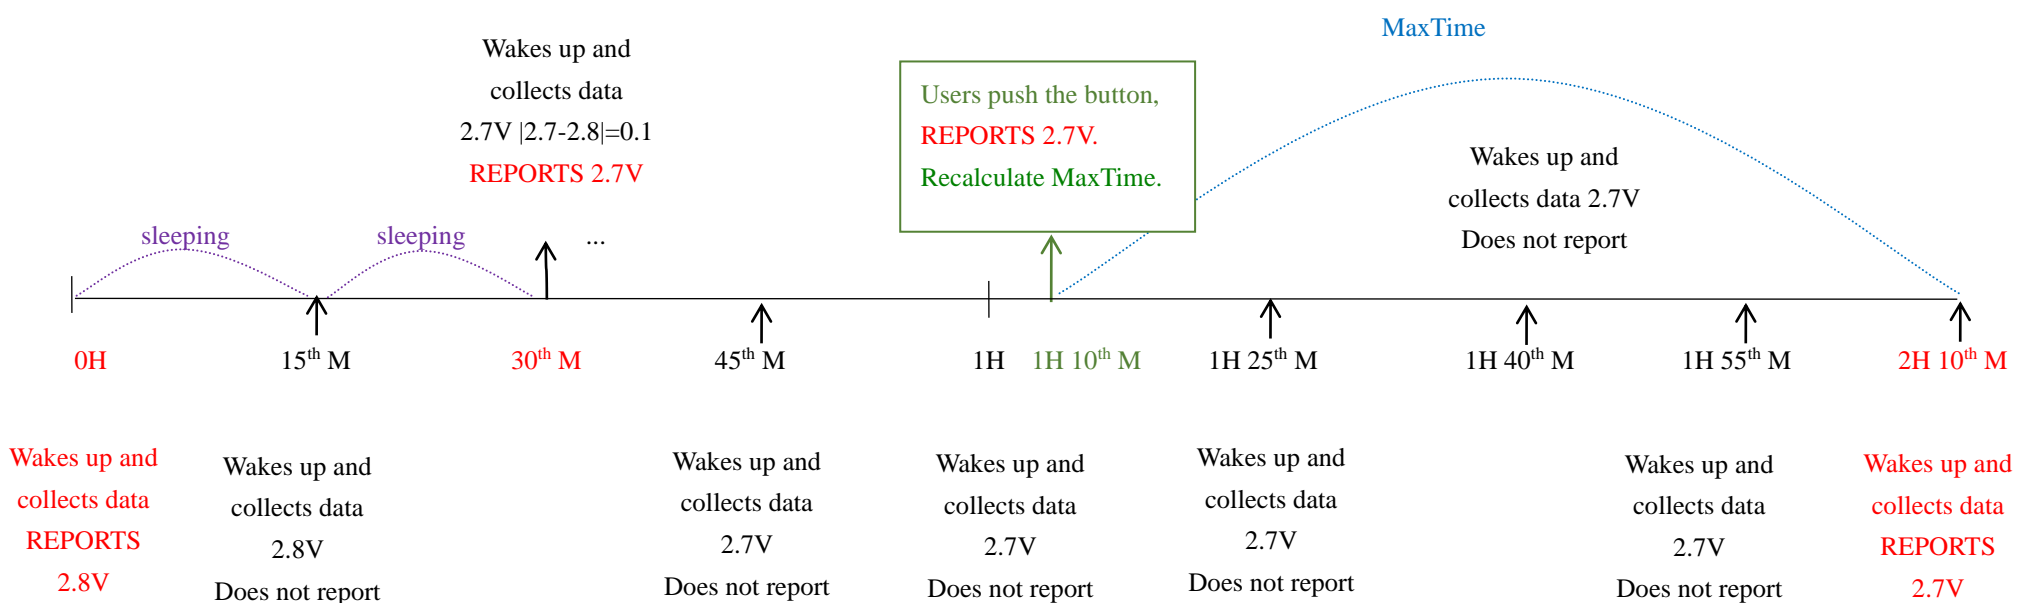 MaxTime
Wakes up and
collects data
2.7V |2.7-2.8|=0.1
REPORTS 2.7V
Users push the button,
REPORTS 2.7V.
Recalculate MaxTime.
Wakes up and
collects data 2.7V
Does not report
sleeping
sleeping
...
0H
15th M
30th M
45th M
1H
1H 10th M
1H 25th M
1H 40th M
1H 55th M
2H 10th M
Wakes up and
collects data
REPORTS
2.8V
Wakes up and
collects data
2.8V
Does not report
Wakes up and
collects data
2.7V
Does not report
Wakes up and
collects data
2.7V
Does not report
Wakes up and
collects data
2.7V
Does not report
Wakes up and
collects data
2.7V
Does not report
Wakes up and
collects data
REPORTS
2.7V